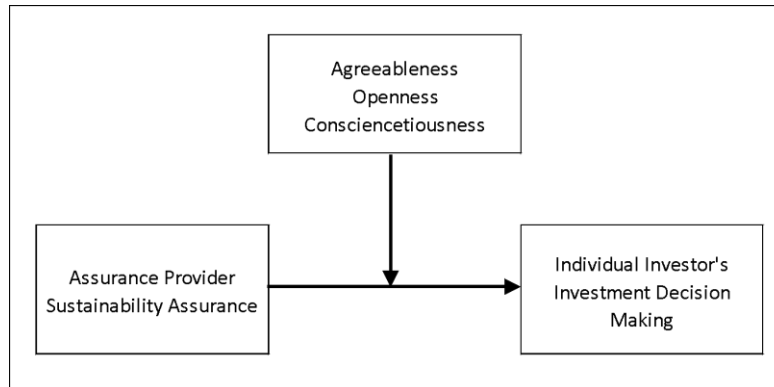 Agreeableness
Openness
Consciencetiousness
Assurance Provider
Sustainability Assurance
Individual Investor's
Investment Decision
Making